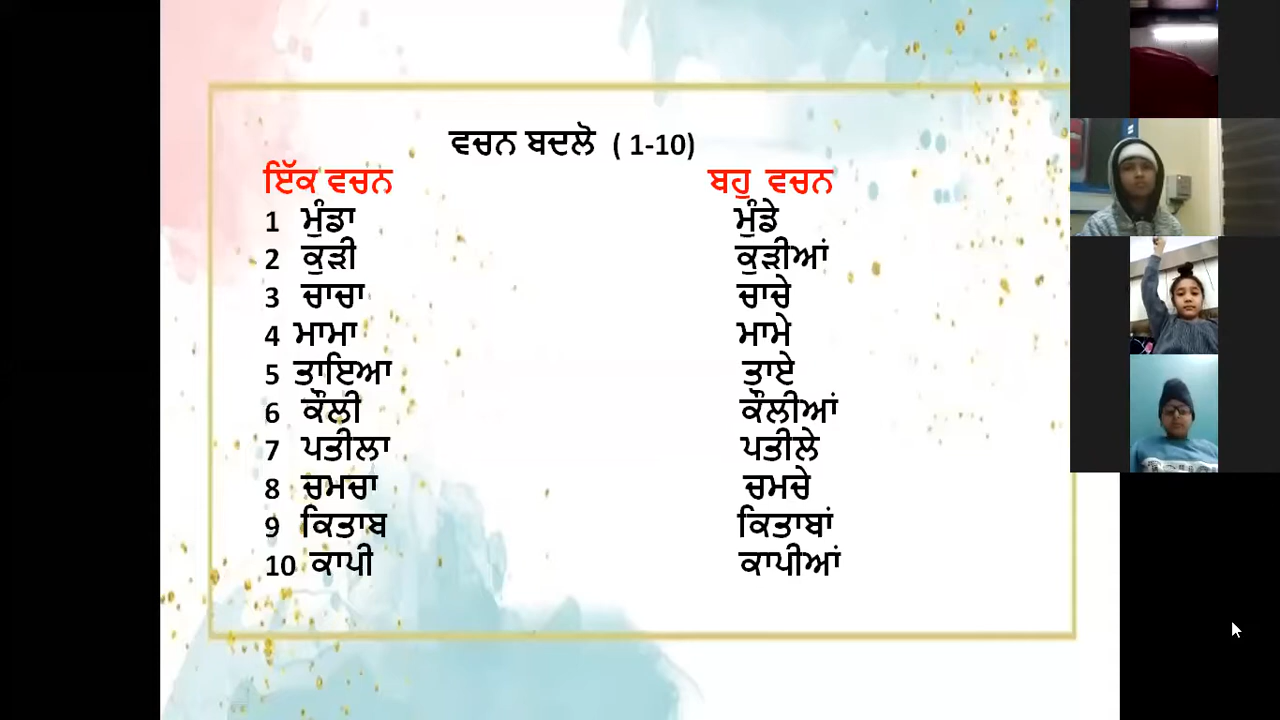 ਵਚਨ ਬਦਲੋ ( 1-10)
ਇੱਕ ਵਚਨ ਬਹੁ ਵਚਨ
1 ਮੁੰਡਾ ਮੁੰਡੇ
2 ਕੁੜੀ ਕੁੜੀਆਂ
3 ਚਾਚਾ ਚਾਚੇ
4 ਮਾਮਾ ਮਾਮੇ
5 ਤਾਇਆ ਤਾਏ
6 ਕੌਲੀ ਕੌਲੀਆਂ
7 ਪਤੀਲਾ ਪਤੀਲੇ
8 ਚਮਚਾ ਚਮਚੇ
9 ਕਿਤਾਬ ਕਿਤਾਬਾਂ
10 ਕਾਪੀ ਕਾਪੀਆਂ